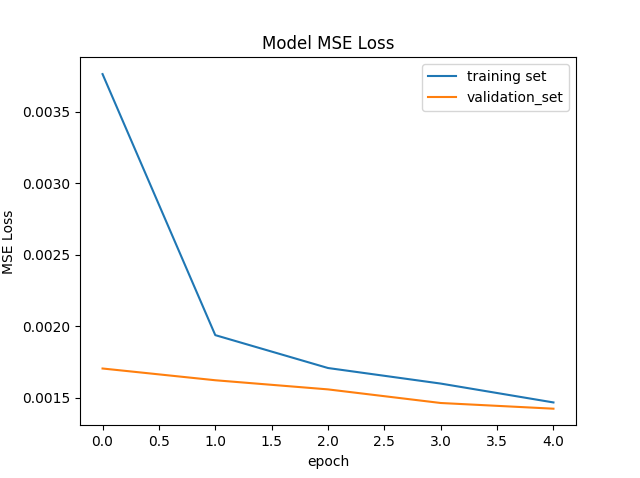 Model MSE Loss
training set
validation_set
MSE Loss
0.0035
0.0030
0.0025
0.0020
0.0015
0.0 0.5 1.0 1.5 2.0 2.5 3.0 3.5 4.0
epoch